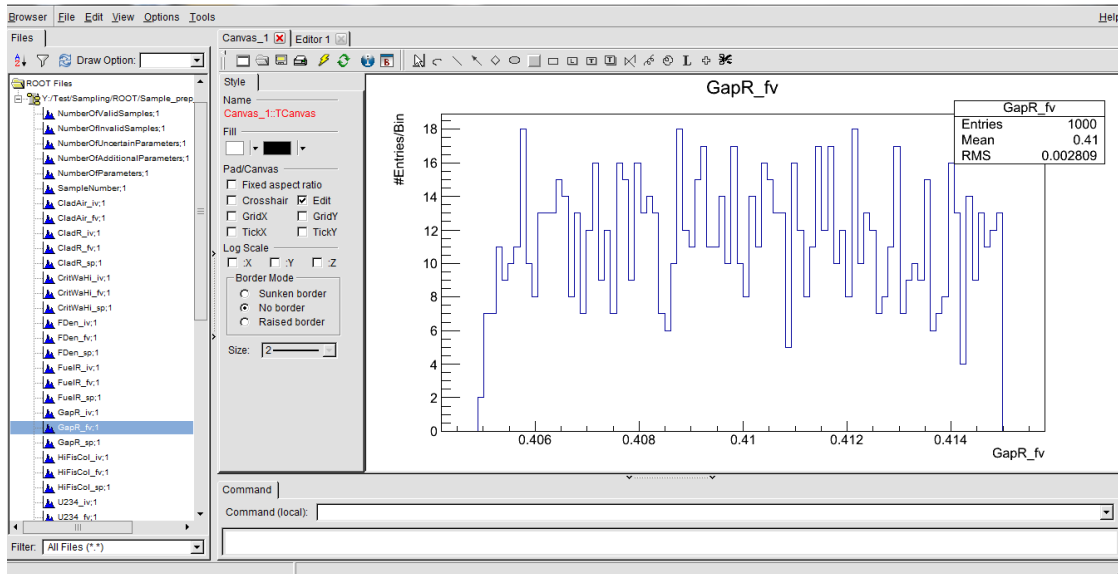 Browser File Edit View Options Tools Help
Files
Draw Option:
ROOT Files
Y:/Test/Sampling/ROOT/Sample_prep
NumberOfValidSamples;1
NumberOfInvalidSamples;1
NumberOfUncertainParameters;1
NumberOfAdditionalParameters;1
NumberOfParameters;1
SampleNumber;1
CladAir_iv;1
CladAir_fv;1
CladR_iv;1
CladR_fv;1
CladR_sp;1
CritWaHi_iv;1
CritWaHi_fv;1
CritWaHi_sp;1
FDen_iv;1
FDen_fv;1
FDen_sp;1
FuelR_iv;1
FuelR_fv;1
FuelR_sp;1
GapR_iv;1
GapR_fv;1
GapR_sp;1
HiFisCol_iv;1
HiFisCol_fv;1
HiFisCol_sp;1
U234_iv;1
U234_fv;1
Filter: All Files (*.*)
Canvas_1 Editor 1
Style
Name
Canvas_1::TCanvas
Fill
Pad/Canvas
Fixed aspect ratio
Crosshair Edit
GridX GridY
TickX TickY
Log Scale
:X :Y :Z
Border Mode
Sunken border
No border
Raised border
Size: 2
GapR_fv
#Entries/Bin
18
16
14
12
10
8
6
4
2
0
0.406 0.408 0.41 0.412 0.414
GapR_fv
GapR_fv
Entries 1000
Mean 0.41
RMS 0.002809
Command
Command (local):